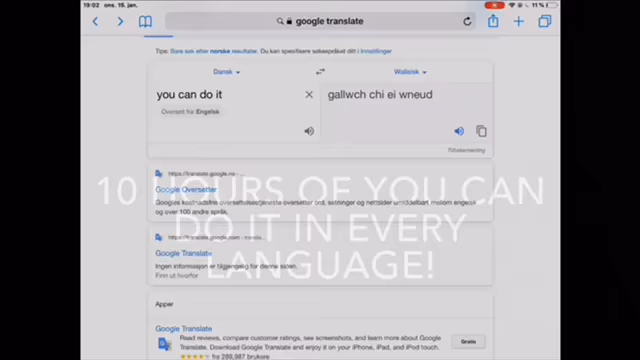 19:02 ons. 15. jan.
11 %
google translate
Tips: Bare søk etter norske resultater. Du kan spesifisere søkespråket ditt i Innstillinger
Dansk
Walisisk
you can do it
gallwch chi ei wneud
Oversett fra Engelsk
Tilbakemelding
https://translate.google.no
Google Oversetter
Googles kostnadsfrie oversettelsestjeneste oversetter ord, setninger og nettsider umiddelbart mellom engelsk
og over 100 andre språk.
https://translate.google.com
Google Translate
Ingen informasjon er tilgjengelig for denne siden.
Finn ut hvorfor
10 HOURS OF YOU CAN
DO IT IN EVERY
LANGUAGE!
Apper
Google Translate
Read reviews, compare customer ratings, see screenshots, and learn more about Google
Translate. Download Google Translate and enjoy it on your iPhone, iPad, and iPod touch.
fra 289,987 brukere
Gratis